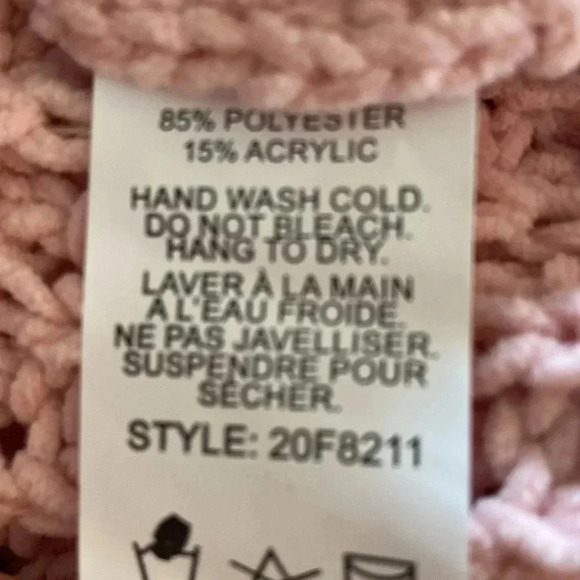 85% POLYESTER
15% ACRYLIC
HAND WASH COLD.
DO NOT BLEACH.
HANG TO DRY.
LAVER À LA MAIN
A L'EAU FROIDE.
NE PAS JAVELLISER.
SUSPENDRE POUR
SÉCHER.
STYLE: 20F8211